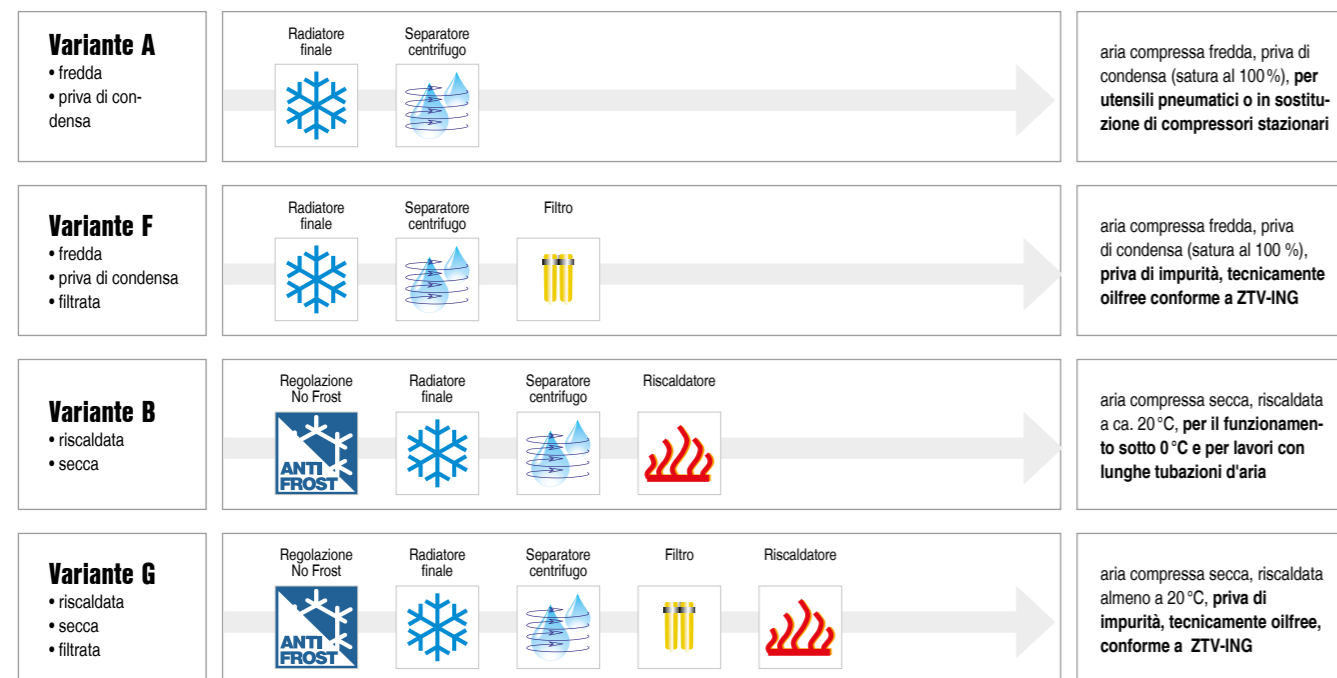 Variante A
• fredda
• priva di con-
densa
Radiatore
finale
Separatore
centrifugo
aria compressa fredda, priva di
condensa (satura al 100 %), per
utensili pneumatici o in sostitu-
zione di compressori stazionari
Variante F
• fredda
• priva di condensa
• filtrata
Radiatore
finale
Separatore
centrifugo
Filtro
aria compressa fredda, priva
di condensa (satura al 100 %),
priva di impurità, tecnicamente
oilfree conforme a ZTV-ING
Variante B
• riscaldata
• secca
Regolazione
No Frost
ANTI
FROST
Radiatore
finale
Separatore
centrifugo
Riscaldatore
aria compressa secca, riscaldata
a ca. 20 °C, per il funzionamen-
to sotto 0 °C e per lavori con
lunghe tubazioni d'aria
Variante G
• riscaldata
• secca
• filtrata
Regolazione
No Frost
ANTI
FROST
Radiatore
finale
Separatore
centrifugo
Filtro
Riscaldatore
aria compressa secca, riscaldata
almeno a 20 °C, priva di
impurità, tecnicamente oilfree,
conforme a ZTV-ING